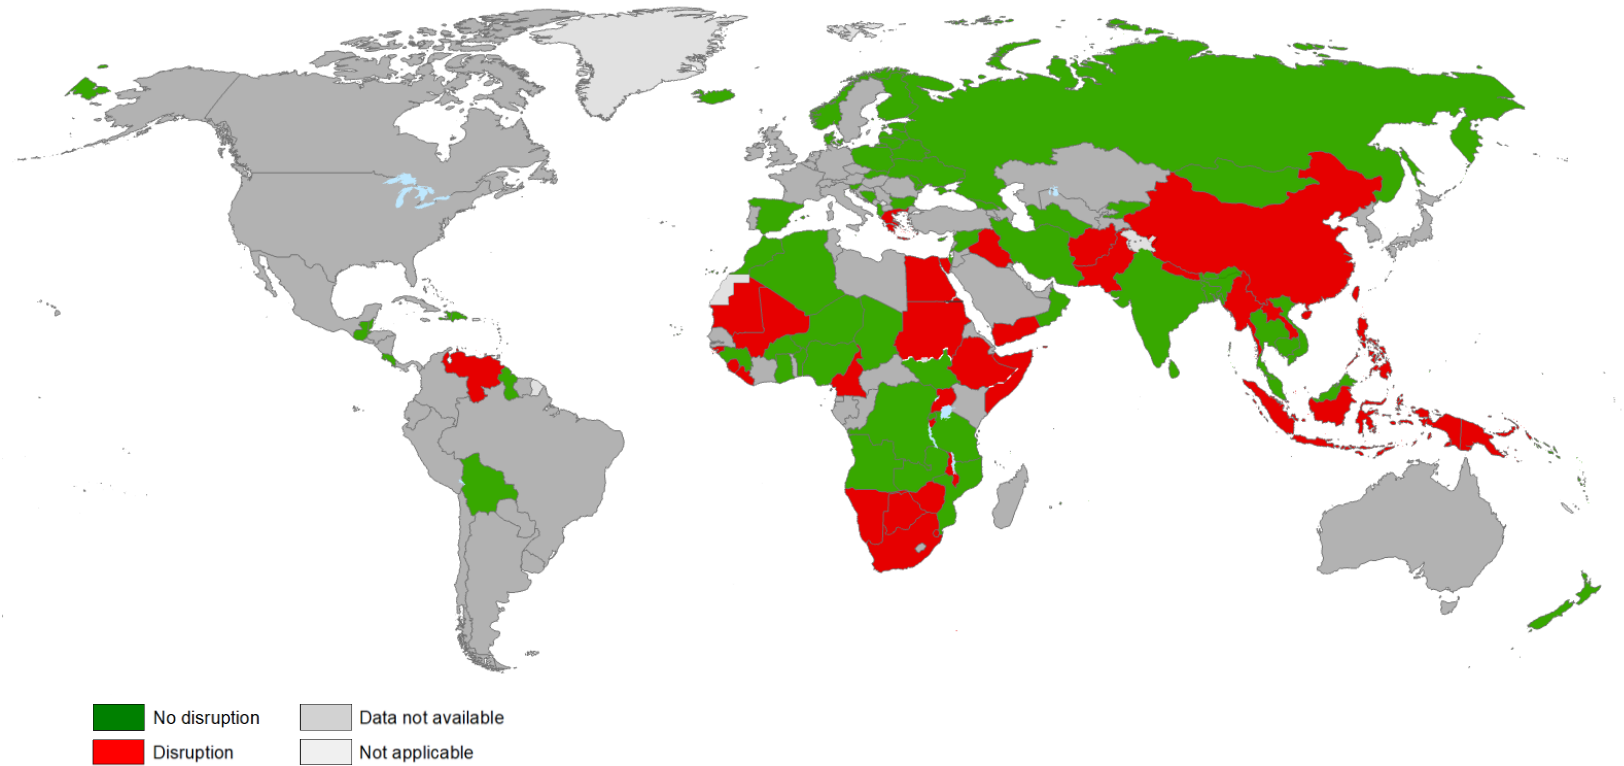 No disruption
Data not available
Disruption
Not applicable